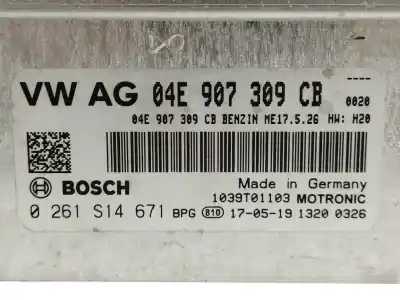 VW AG 04E 907 309 CB 0020
04E 907 309 CB BENZIN ME17.5.26 HW: H20
BOSCH
Made in Germany
1039T01103 MOTRONIC
0 261 S14 671 BPG 810 17-05-19 1320 0326